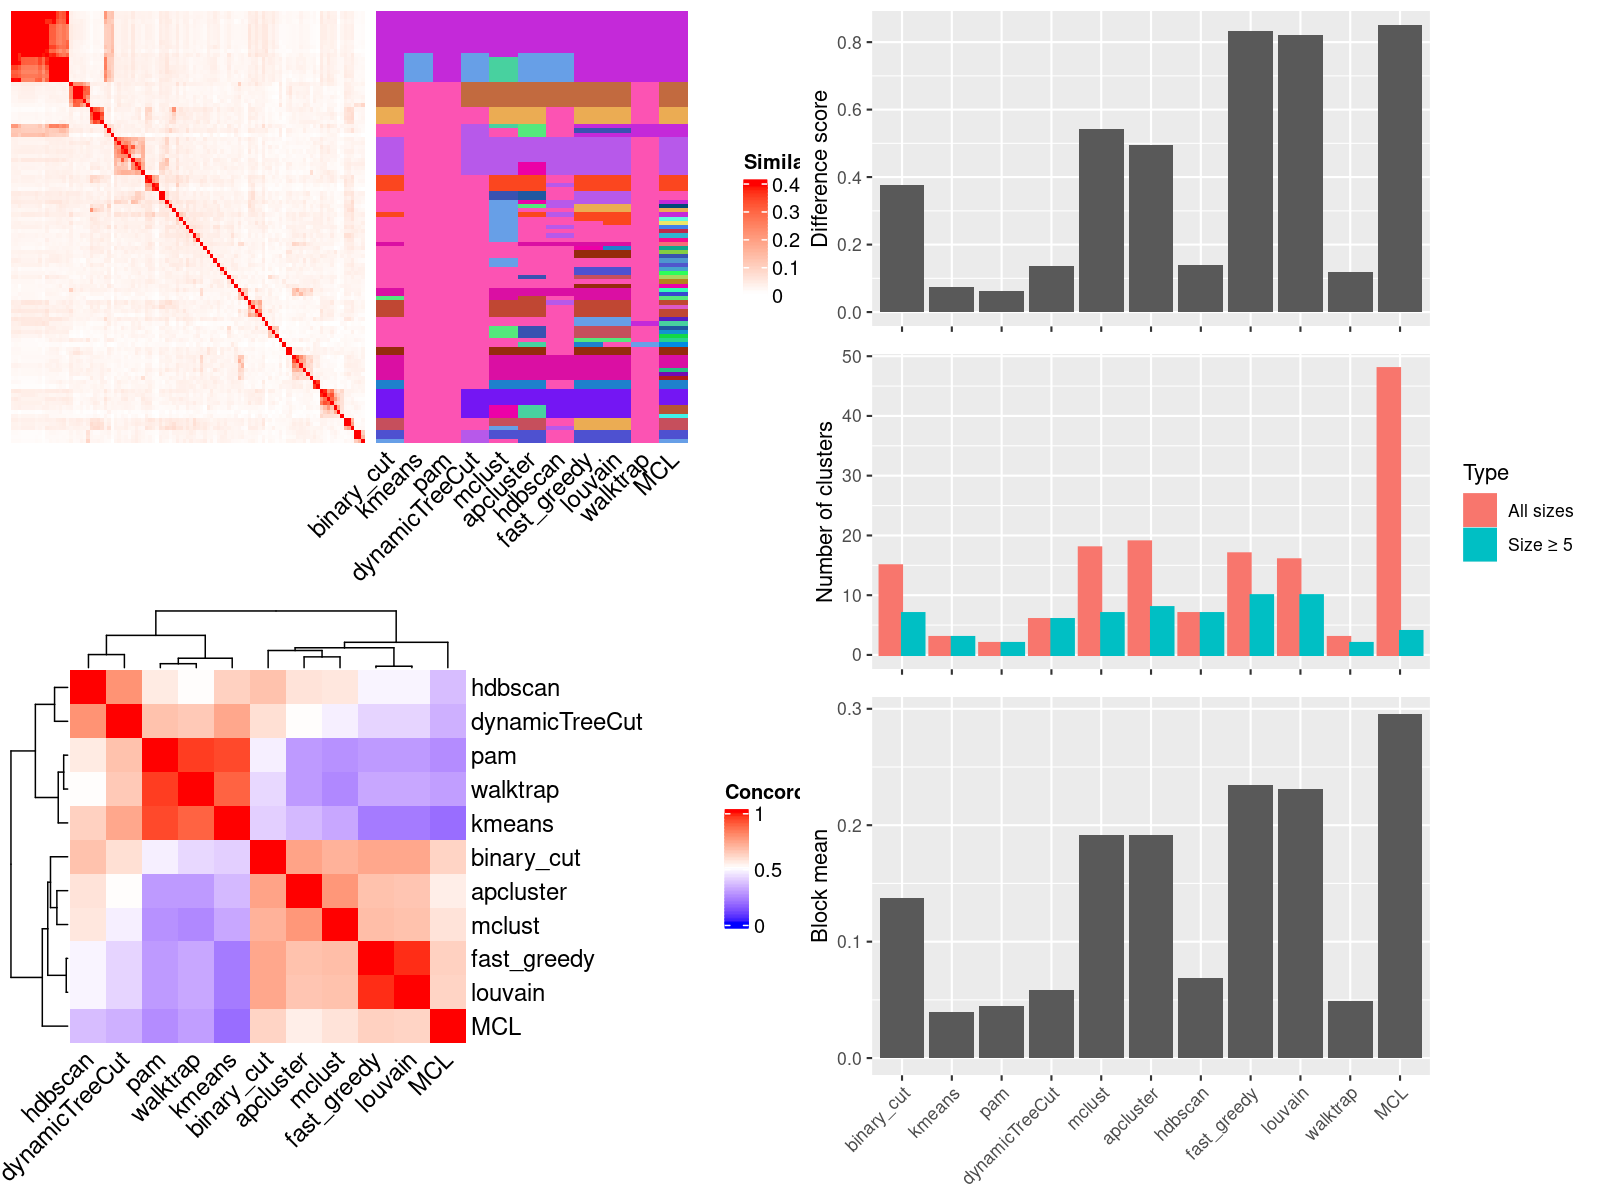 Simila
0.4
0.3
0.2
0.1
0
binary_cut
kmeans
pam
dynamicTreeCut
mclust
apcluster
hdbscan
fast_greedy
louvain
walktrap
MCL
hdbscan
dynamicTreeCut
pam
walktrap
kmeans
binary_cut
apcluster
mclust
fast_greedy
louvain
MCL
hdbscan
dynamicTreeCut
pam
walktrap
kmeans
binary_cut
apcluster
mclust
fast_greedy
louvain
MCL
Concord
1
0.5
0
Difference score
0.8
0.6
0.4
0.2
0.0
Number of clusters
50
40
30
20
10
0
Type
All sizes
Size ≥ 5
Block mean
0.3
0.2
0.1
0.0
binary_cut
kmeans
pam
dynamicTreeCut
mclust
apcluster
hdbscan
fast_greedy
louvain
walktrap
MCL